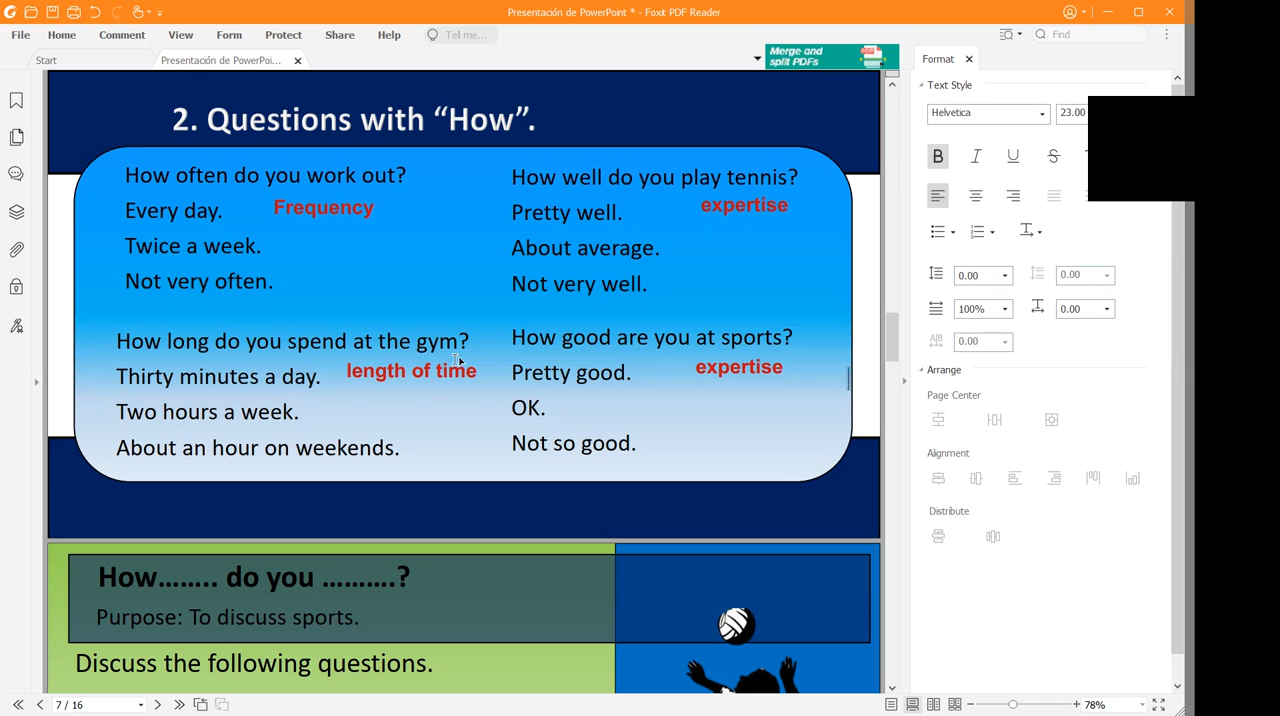 Presentación de PowerPoint * - Foxit PDF Reader
File Home Comment View Form Protect Share Help Tell me... Find
Start Presentación de PowerPoi... Merge and split PDFs Format
2. Questions with “How”.
How often do you work out?
Every day. Frequency
Twice a week.
Not very often.
How well do you play tennis?
Pretty well. expertise
About average.
Not very well.
How long do you spend at the gym?
Thirty minutes a day. length of time
Two hours a week.
About an hour on weekends.
How good are you at sports?
Pretty good. expertise
OK.
Not so good.
How…….. do you ……….?
Purpose: To discuss sports.
Discuss the following questions.
Text Style
Helvetica 23.00
B I U S
0.00 0.00
100% 0.00
0.00
Arrange
Page Center
Alignment
Distribute
7 / 16 78%